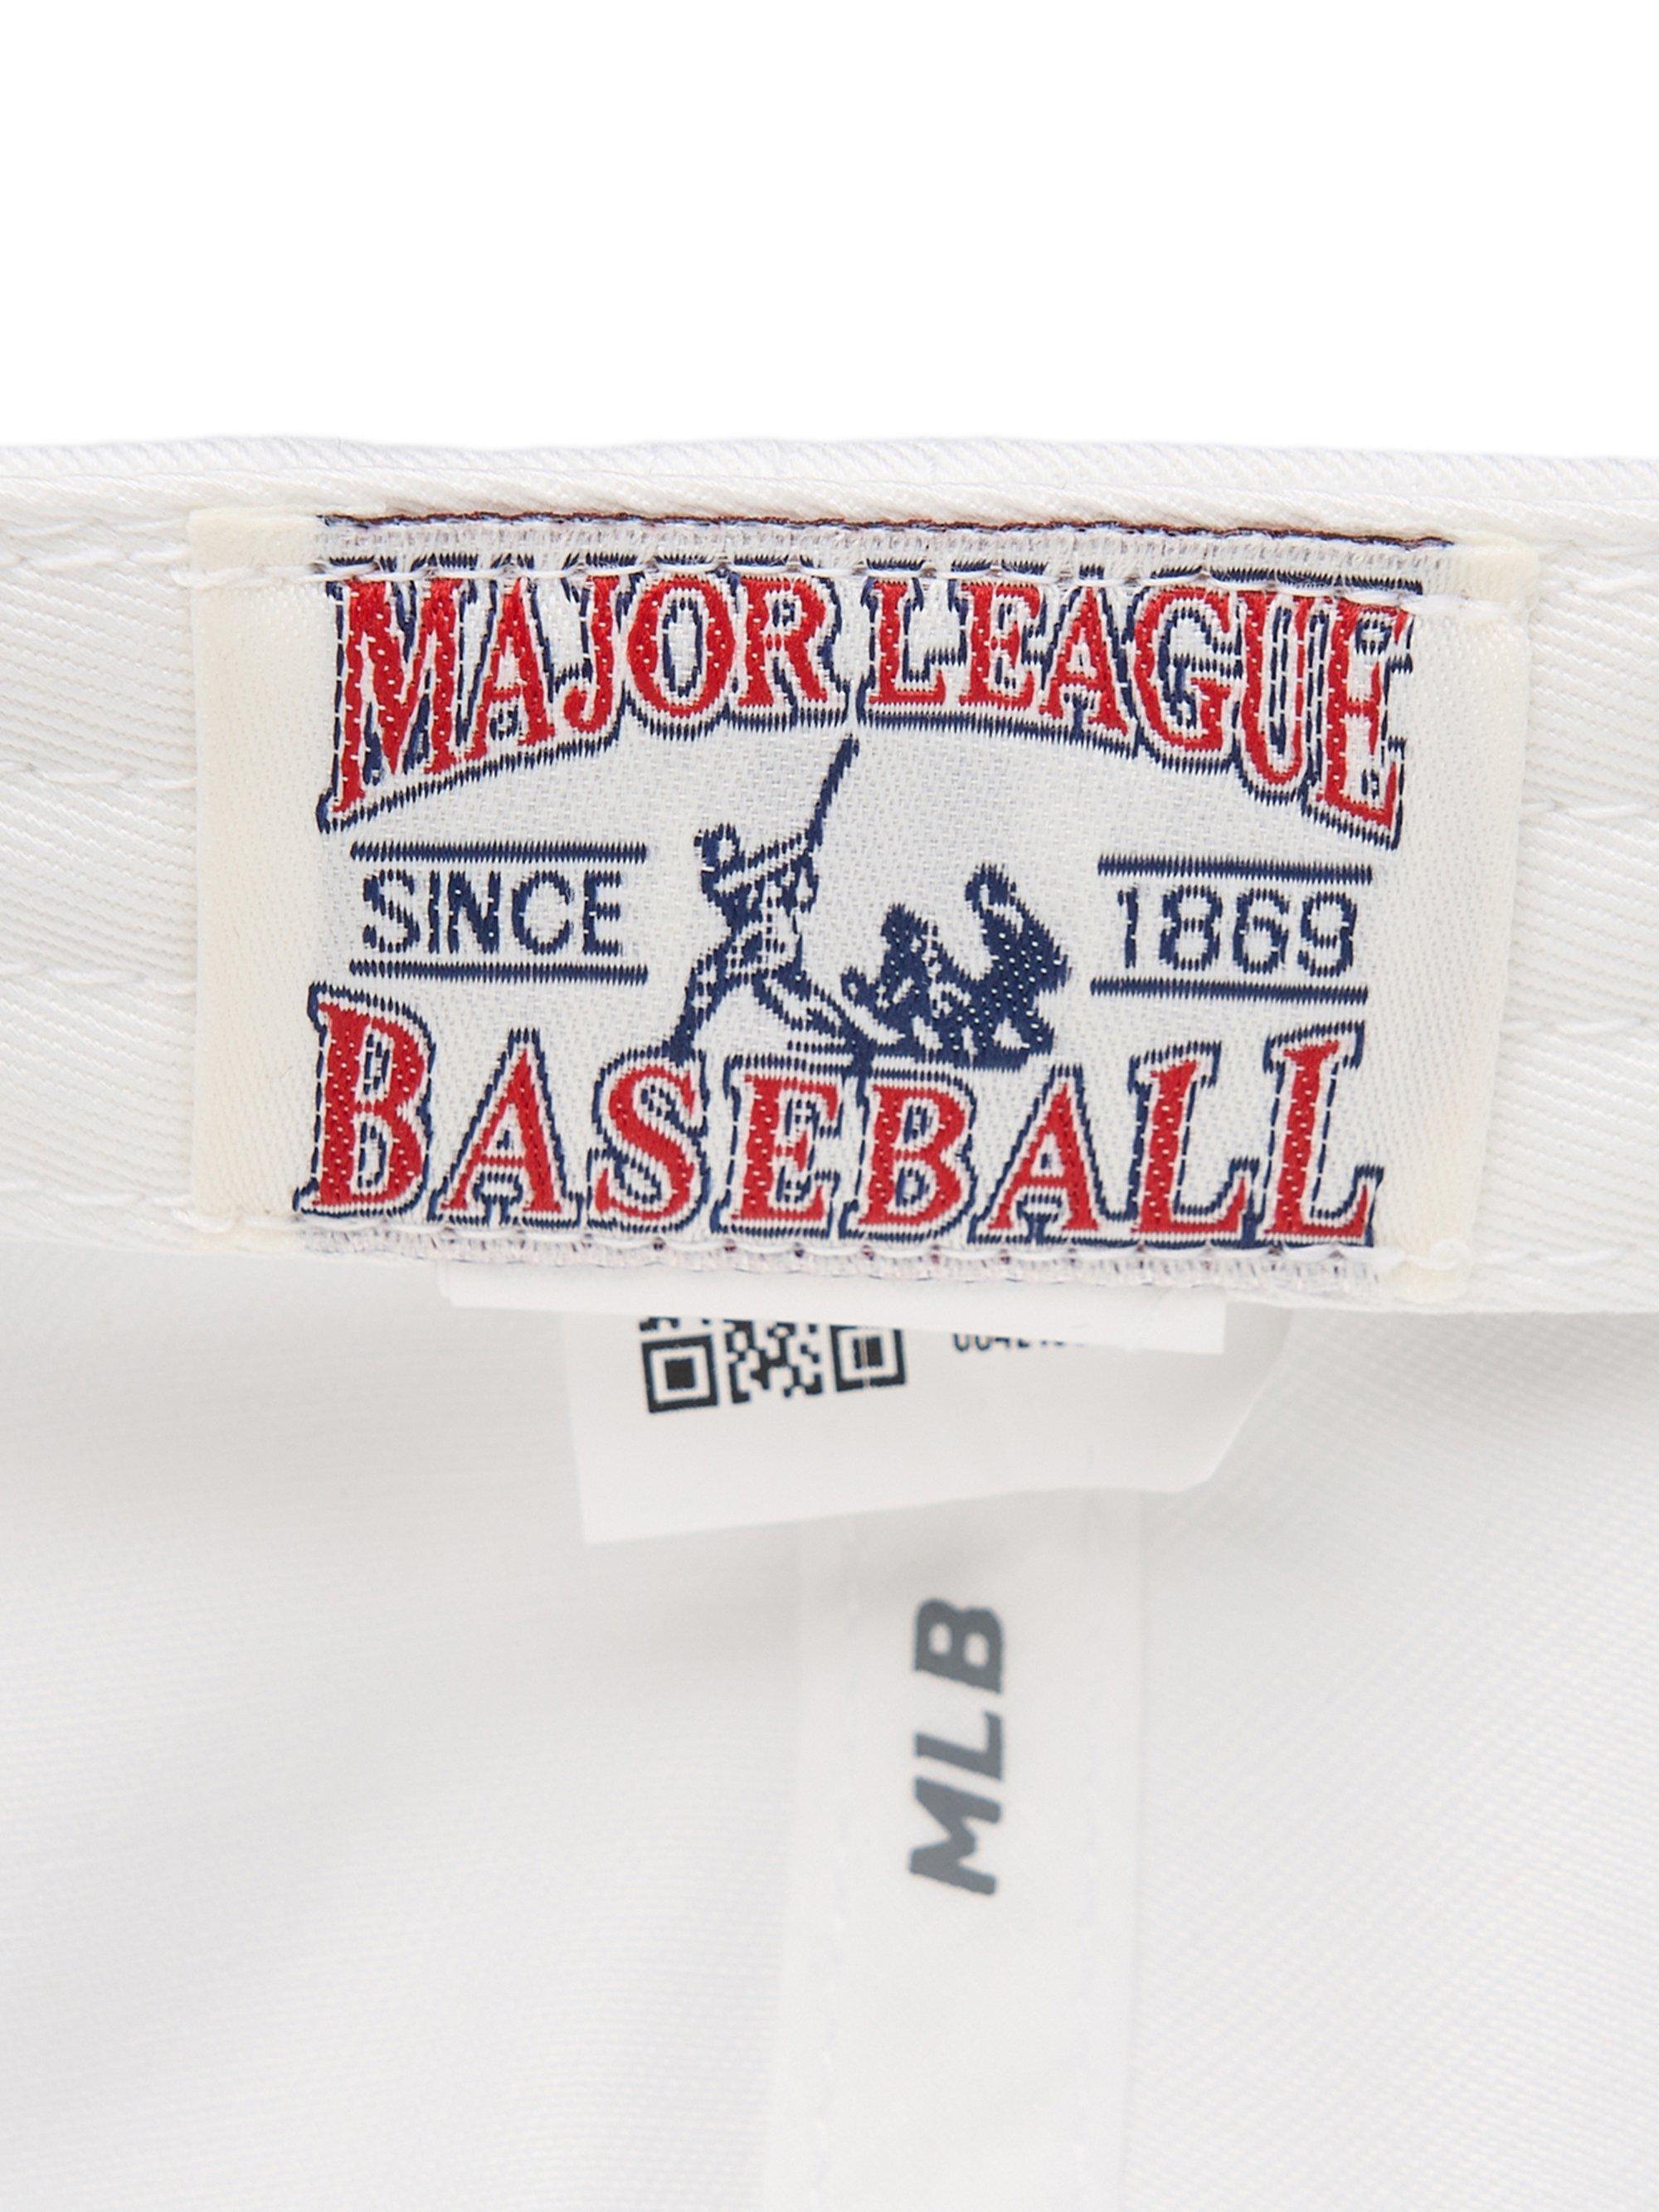 MAJOR LEAGUE
SINCE 1869
BASEBALL
MLB